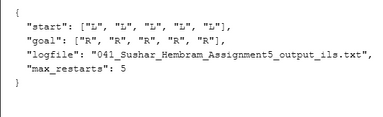 {
"start": ["L", "L", "L", "L", "L"],
"goal": ["R", "R", "R", "R", "R"],
"logfile": "041_Sushar_Hembram_Assignment5_output_ils.txt",
"max_restarts": 5
}